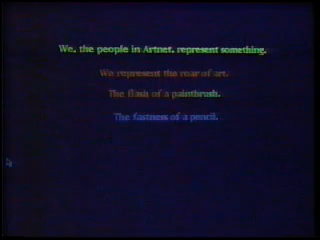 We, the people in Artnet, represent something.
We represent the roar of art.
The flash of a paintbrush.
The fastness of a pencil.